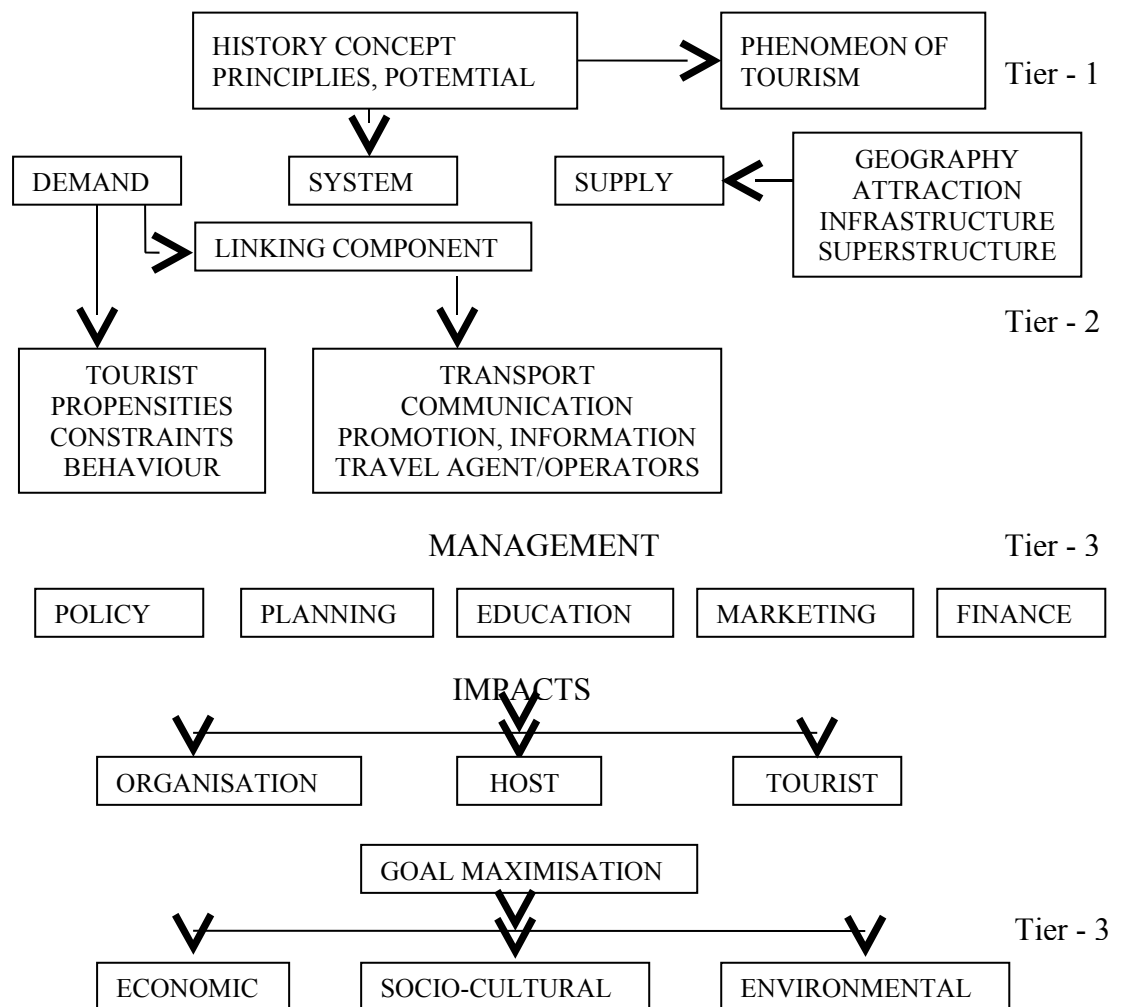 HISTORY CONCEPT
PRINCIPLIES, POTEMTIAL
PHENOMEON OF
TOURISM
Tier - 1
DEMAND
SYSTEM
SUPPLY
GEOGRAPHY
ATTRACTION
INFRASTRUCTURE
SUPERSTRUCTURE
LINKING COMPONENT
Tier - 2
TOURIST
PROPENSITIES
CONSTRAINTS
BEHAVIOUR
TRANSPORT
COMMUNICATION
PROMOTION, INFORMATION
TRAVEL AGENT/OPERATORS
MANAGEMENT
Tier - 3
POLICY
PLANNING
EDUCATION
MARKETING
FINANCE
IMPACTS
ORGANISATION
HOST
TOURIST
GOAL MAXIMISATION
Tier - 3
ECONOMIC
SOCIO-CULTURAL
ENVIRONMENTAL